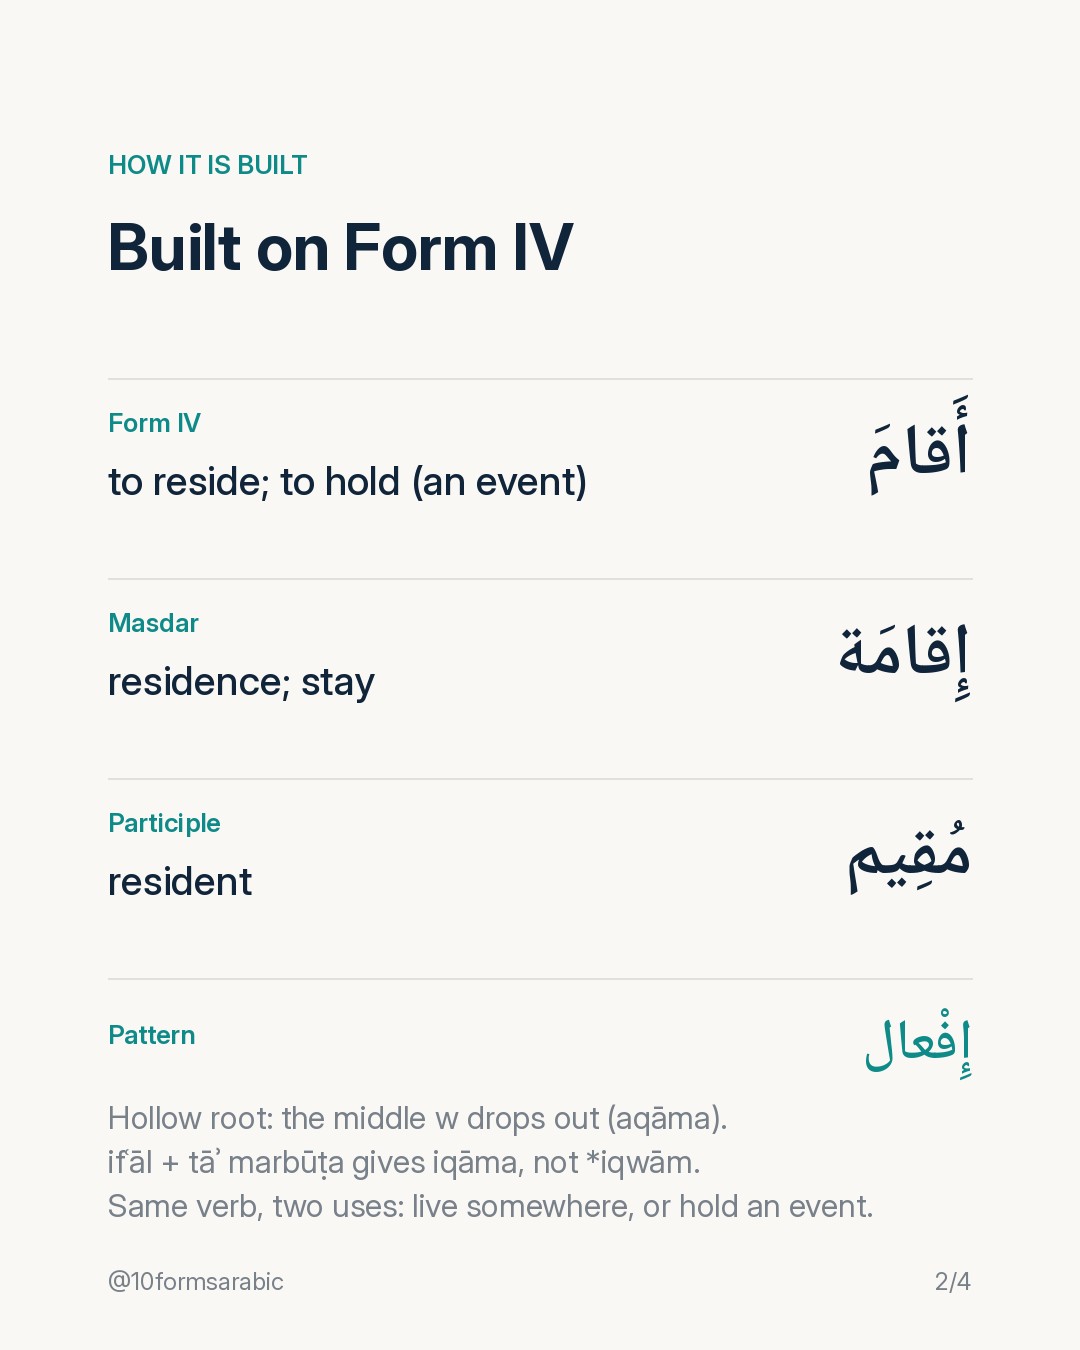 HOW IT IS BUILT
Built on Form IV
Form IV
to reside; to hold (an event)
أَقامَ
Masdar
residence; stay
إِقامَة
Participle
resident
مُقِيم
Pattern
إِفْعال
Hollow root: the middle w drops out (aqāma).
ifʿāl + tāʾ marbūṭa gives iqāma, not *iqwām.
Same verb, two uses: live somewhere, or hold an event.
@10formsarabic
2/4